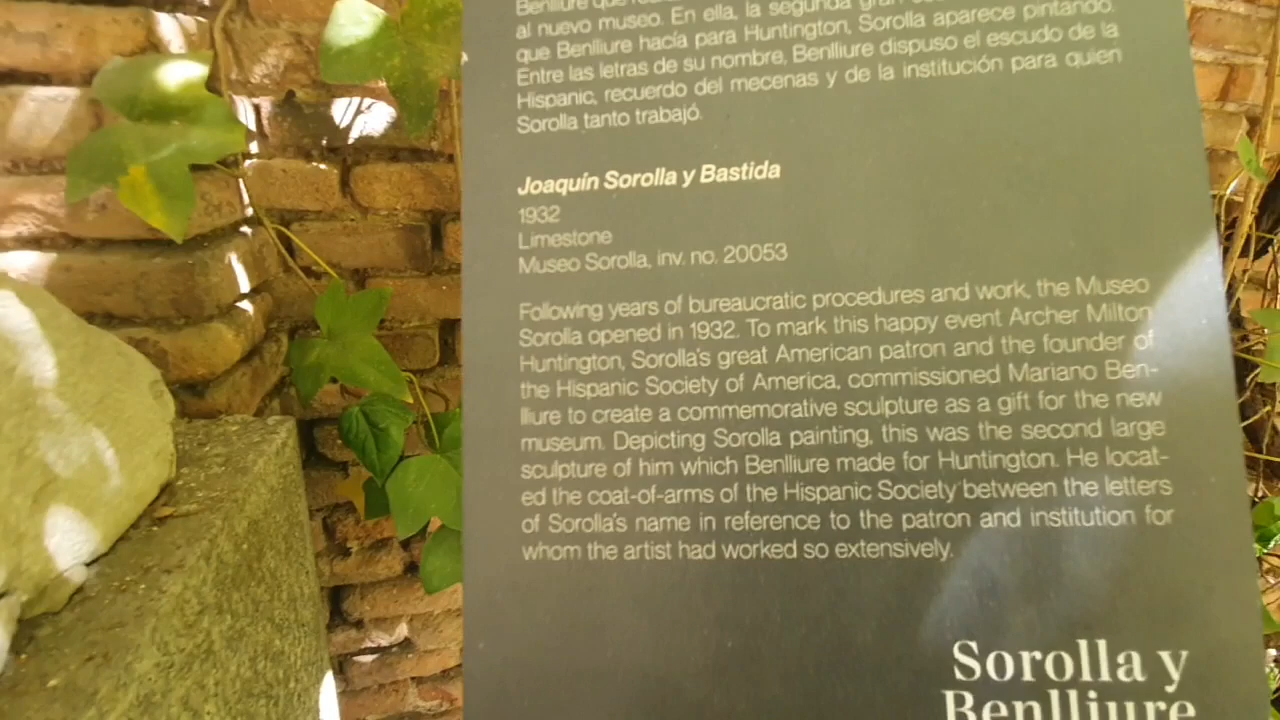 Benlliure que
al nuevo museo. En ella, la segunda gran
que Benlliure hacía para Huntington, Sorolla aparece pintando.
Entre las letras de su nombre, Benlliure dispuso el escudo de la
Hispanic, recuerdo del mecenas y de la institución para quien
Sorolla tanto trabajó.
Joaquín Sorolla y Bastida
1932
Limestone
Museo Sorolla, inv. no. 20053
Following years of bureaucratic procedures and work, the Museo
Sorolla opened in 1932. To mark this happy event Archer Milton
Huntington, Sorolla's great American patron and the founder of
the Hispanic Society of America, commissioned Mariano Ben-
lliure to create a commemorative sculpture as a gift for the new
museum. Depicting Sorolla painting, this was the second large
sculpture of him which Benlliure made for Huntington. He locat-
ed the coat-of-arms of the Hispanic Society between the letters
of Sorolla's name in reference to the patron and institution for
whom the artist had worked so extensively.
Sorolla y
Benlliure